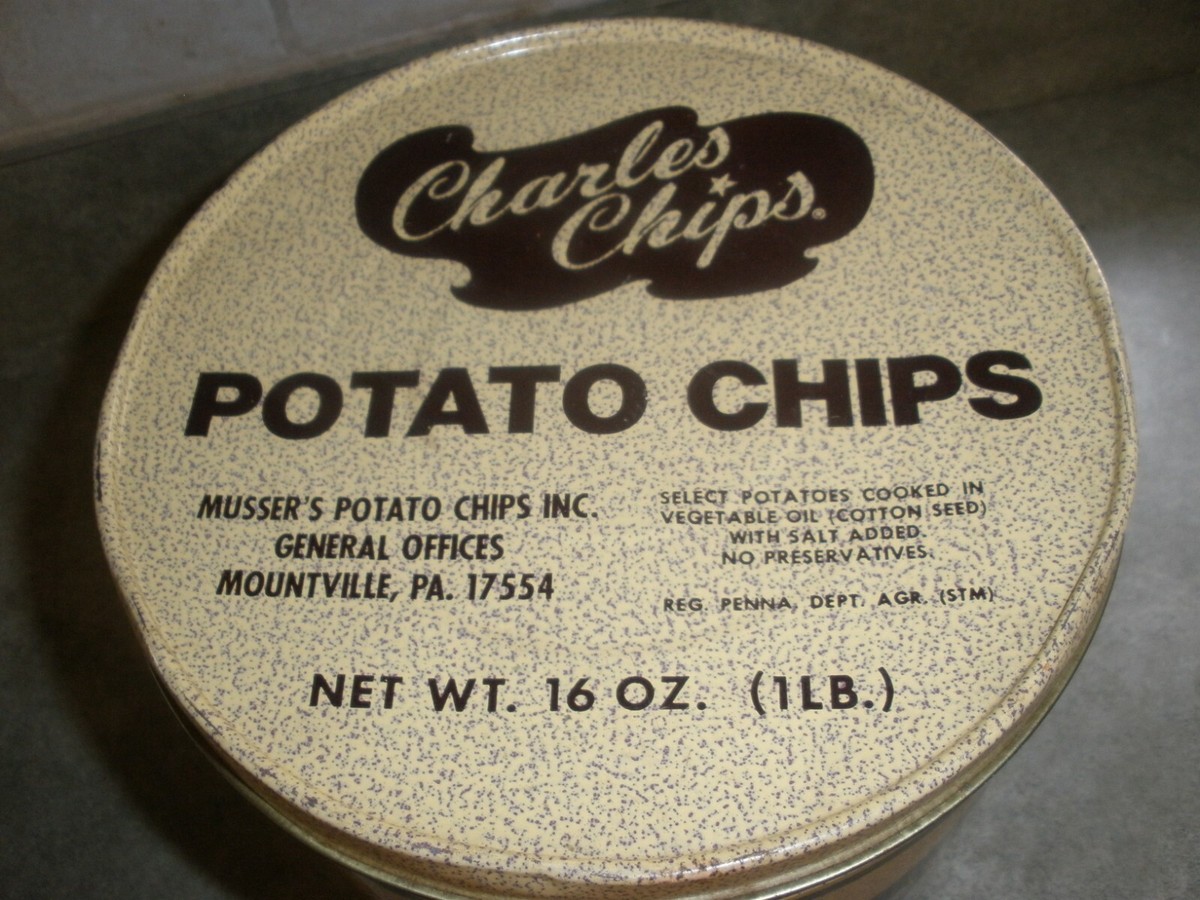 Charles
Chips®
POTATO CHIPS
MUSSER'S POTATO CHIPS INC.
GENERAL OFFICES
MOUNTVILLE, PA. 17554
SELECT POTATOES COOKED IN
VEGETABLE OIL (COTTON SEED)
WITH SALT ADDED.
NO PRESERVATIVES.
REG. PENNA. DEPT. AGR. (STM)
NET WT. 16 OZ. (1LB.)